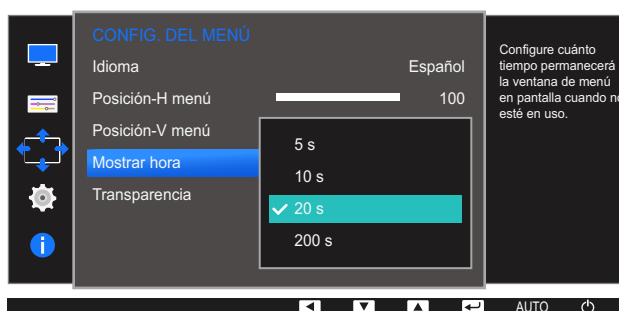 CONFIG. DEL MENÚ
Idioma Español
Posición-H menú 100
Posición-V menú
Mostrar hora
Transparencia
5 s
10 s
20 s
200 s
Configure cuánto
tiempo permanecerá
la ventana de menú
en pantalla cuando
esté en uso.
AUTO